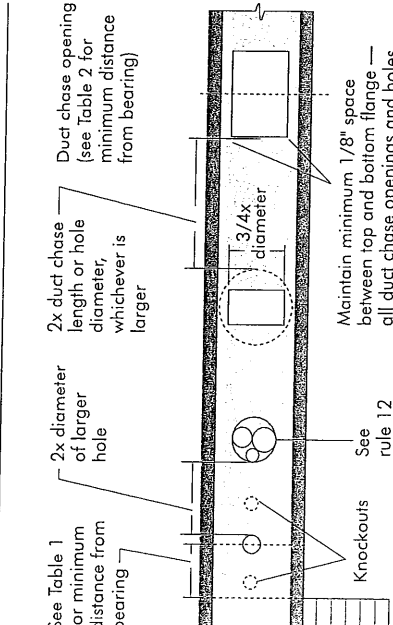 See Table 1
or minimum
distance from
bearing
2x diameter
of larger
hole
2x duct chase
length or hole
diameter,
whichever is
larger
Duct chase opening
(see Table 2 for
minimum distance
from bearing)
3/4x
diameter
Knockouts
See
rule 12
Maintain minimum 1/8" space
between top and bottom flange —
all duct chase openings and holes